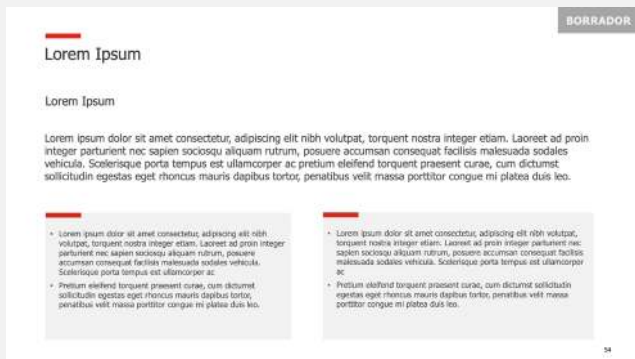 BORRADOR
Lorem Ipsum
Lorem Ipsum
Lorem ipsum dolor sit amet consectetur, adipiscing elit nibh volutpat, torquent nostra integer etiam. Laoreet ad proin
integer parturient nec sapien sociosqu aliquam rutrum, posuere accumsan consequat facilisis malesuada sodales
vehicula. Scelerisque porta tempus est ullamcorper ac pretium eleifend torquent praesent curae, cum dictumst
sollicitudin egestas eget rhoncus mauris dapibus tortor, penatibus velit massa porttitor congue mi platea duis leo.
• Lorem ipsum dolor sit amet consectetur, adipiscing elit nibh
volutpat, torquent nostra integer etiam. Laoreet ad proin integer
parturient nec sapien sociosqu aliquam rutrum, posuere
accumsan consequat facilisis malesuada sodales vehicula.
Scelerisque porta tempus est ullamcorper ac
• Pretium eleifend torquent praesent curae, cum dictumst
sollicitudin egestas eget rhoncus mauris dapibus tortor,
penatibus velit massa porttitor congue mi platea duis leo.
• Lorem ipsum dolor sit amet consectetur, adipiscing elit nibh volutpat,
torquent nostra integer etiam. Laoreet ad proin integer parturient nec
sapien sociosqu aliquam rutrum, posuere accumsan consequat facilisis
malesuada sodales vehicula. Scelerisque porta tempus est ullamcorper
ac
• Pretium eleifend torquent praesent curae, cum dictumst sollicitudin
egestas eget rhoncus mauris dapibus tortor, penatibus velit massa
porttitor congue mi platea duis leo.
54